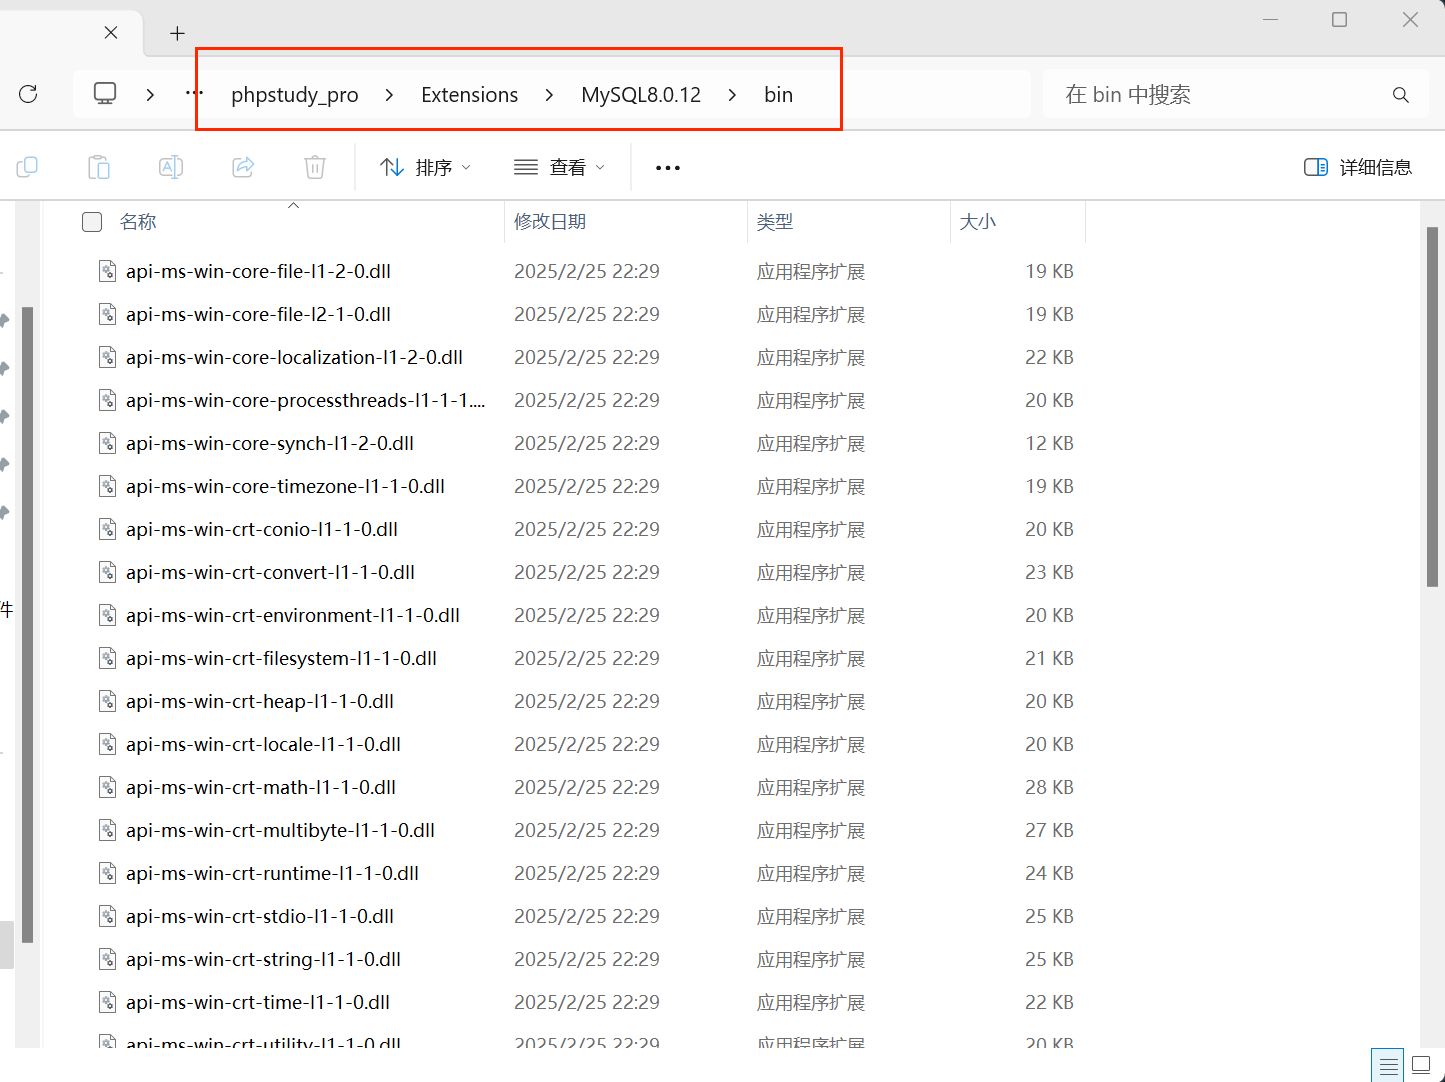 phpstudy_pro > Extensions > MySQL8.0.12 > bin
在 bin 中搜索
排序 查看 ••• 详细信息
名称 修改日期 类型 大小
api-ms-win-core-file-l1-2-0.dll 2025/2/25 22:29 应用程序扩展 19 KB
api-ms-win-core-file-l2-1-0.dll 2025/2/25 22:29 应用程序扩展 19 KB
api-ms-win-core-localization-l1-2-0.dll 2025/2/25 22:29 应用程序扩展 22 KB
api-ms-win-core-processthreads-l1-1-1.... 2025/2/25 22:29 应用程序扩展 20 KB
api-ms-win-core-synch-l1-2-0.dll 2025/2/25 22:29 应用程序扩展 12 KB
api-ms-win-core-timezone-l1-1-0.dll 2025/2/25 22:29 应用程序扩展 19 KB
api-ms-win-crt-conio-l1-1-0.dll 2025/2/25 22:29 应用程序扩展 20 KB
api-ms-win-crt-convert-l1-1-0.dll 2025/2/25 22:29 应用程序扩展 23 KB
件 api-ms-win-crt-environment-l1-1-0.dll 2025/2/25 22:29 应用程序扩展 20 KB
api-ms-win-crt-filesystem-l1-1-0.dll 2025/2/25 22:29 应用程序扩展 21 KB
api-ms-win-crt-heap-l1-1-0.dll 2025/2/25 22:29 应用程序扩展 20 KB
api-ms-win-crt-locale-l1-1-0.dll 2025/2/25 22:29 应用程序扩展 20 KB
api-ms-win-crt-math-l1-1-0.dll 2025/2/25 22:29 应用程序扩展 28 KB
api-ms-win-crt-multibyte-l1-1-0.dll 2025/2/25 22:29 应用程序扩展 27 KB
api-ms-win-crt-runtime-l1-1-0.dll 2025/2/25 22:29 应用程序扩展 24 KB
api-ms-win-crt-stdio-l1-1-0.dll 2025/2/25 22:29 应用程序扩展 25 KB
api-ms-win-crt-string-l1-1-0.dll 2025/2/25 22:29 应用程序扩展 25 KB
api-ms-win-crt-time-l1-1-0.dll 2025/2/25 22:29 应用程序扩展 22 KB
api-ms-win-crt-utility-l1-1-0.dll 2025/2/25 22:29 应用程序扩展 20 KB